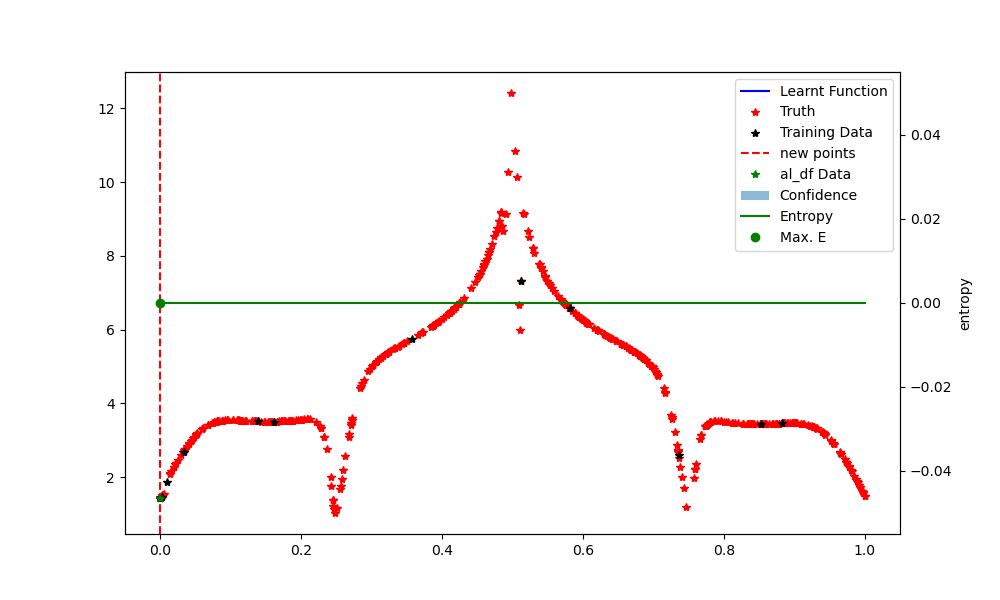 12
10
8
6
4
2
0.0
0.2
0.4
0.6
0.8
1.0
0.04
0.02
0.00
−0.02
−0.04
entropy
Learnt Function
Truth
Training Data
new points
al_df Data
Confidence
Entropy
Max. E